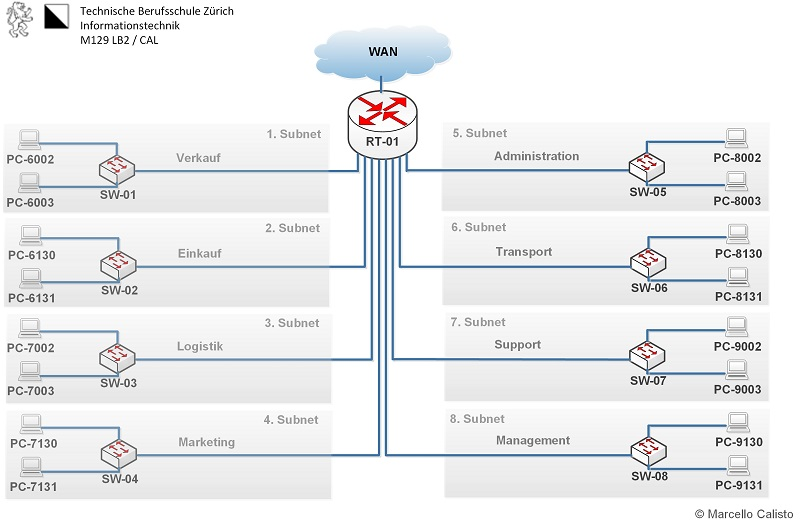 Technische Berufsschule Zürich
Informationstechnik
M129 LB2 / CAL
WAN
RT-01
1. Subnet
Verkauf
PC-6002
PC-6003
SW-01
2. Subnet
Einkauf
PC-6130
PC-6131
SW-02
3. Subnet
Logistik
PC-7002
PC-7003
SW-03
4. Subnet
Marketing
PC-7130
PC-7131
SW-04
5. Subnet
Administration
PC-8002
PC-8003
SW-05
6. Subnet
Transport
PC-8130
PC-8131
SW-06
7. Subnet
Support
PC-9002
PC-9003
SW-07
8. Subnet
Management
PC-9130
PC-9131
SW-08
© Marcello Calisto